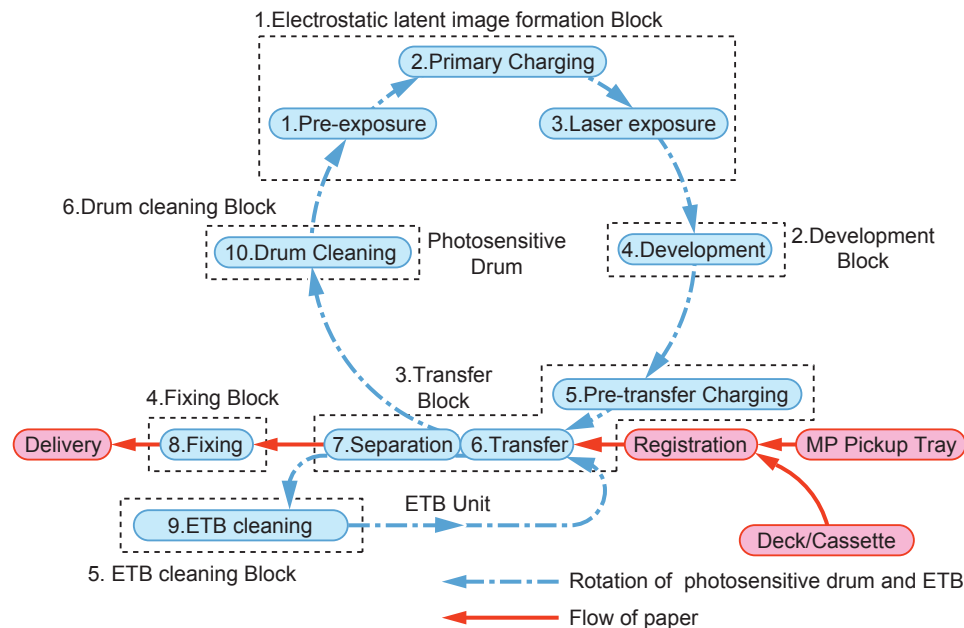 1.Electrostatic latent image formation Block
2.Primary Charging
1.Pre-exposure
3.Laser exposure
6.Drum cleaning Block
10.Drum Cleaning
Photosensitive
Drum
4.Development
2.Development
Block
3.Transfer
Block
5.Pre-transfer Charging
4.Fixing Block
Delivery
8.Fixing
7.Separation
6.Transfer
Registration
MP Pickup Tray
ETB Unit
9.ETB cleaning
Deck/Cassette
5. ETB cleaning Block
Rotation of photosensitive drum and ETB
Flow of paper